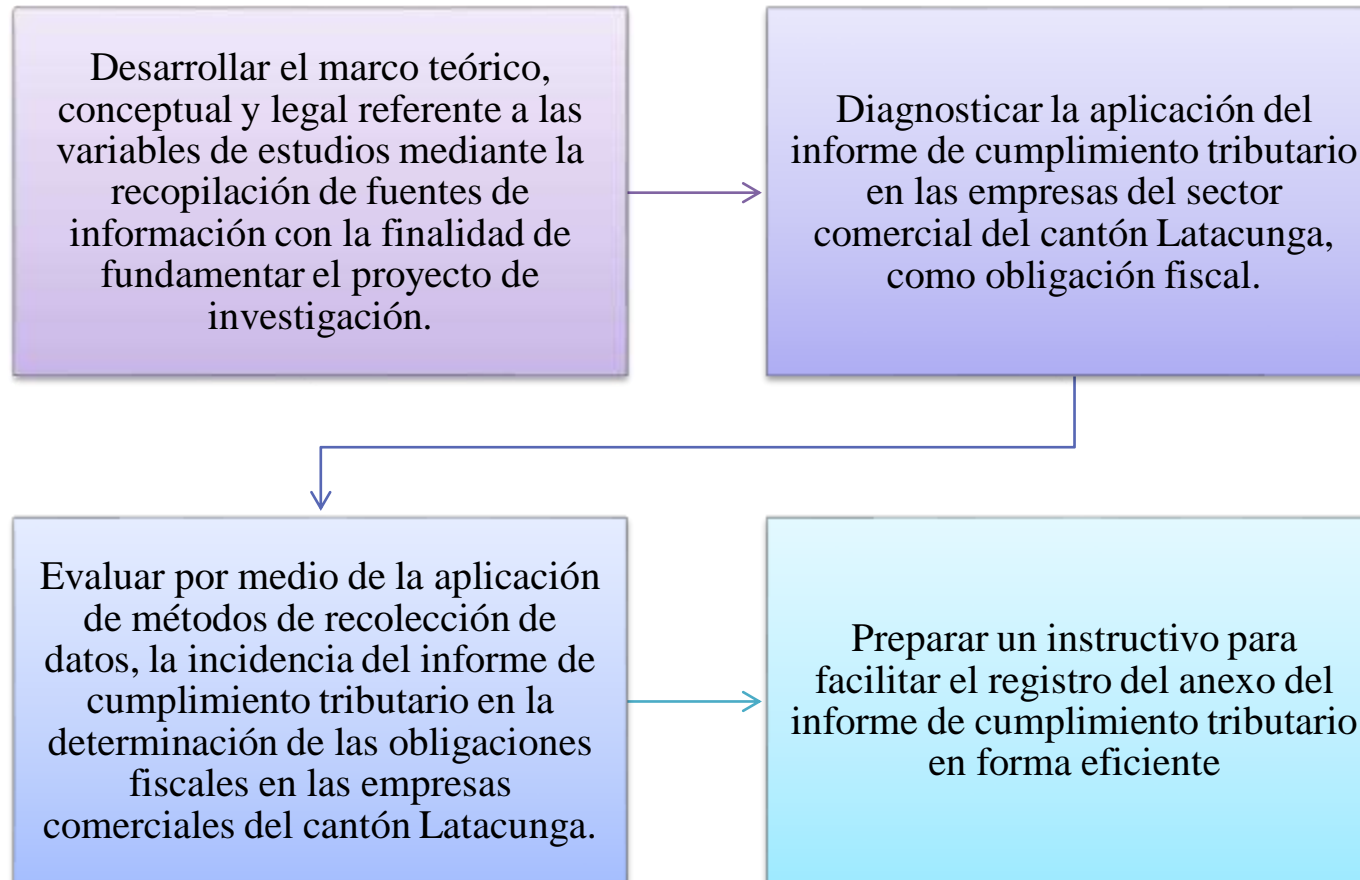 Desarrollar el marco teórico,
conceptual y legal referente a las
variables de estudios mediante la
recopilación de fuentes de
información con la finalidad de
fundamentar el proyecto de
investigación.
Diagnosticar la aplicación del
informe de cumplimiento tributario
en las empresas del sector
comercial del cantón Latacunga,
como obligación fiscal.
Evaluar por medio de la aplicación
de métodos de recolección de
datos, la incidencia del informe de
cumplimiento tributario en la
determinación de las obligaciones
fiscales en las empresas
comerciales del cantón Latacunga.
Preparar un instructivo para
facilitar el registro del anexo del
informe de cumplimiento tributario
en forma eficiente